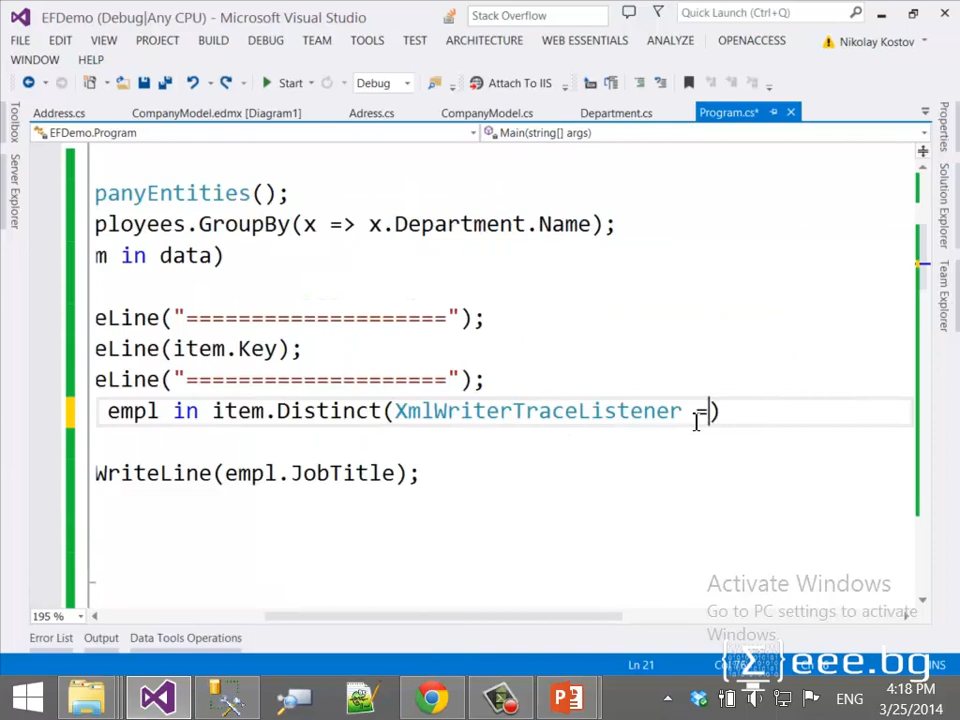 EFDemo (Debug|Any CPU) - Microsoft Visual Studio
Stack Overflow
Quick Launch (Ctrl+Q)
FILE EDIT VIEW PROJECT BUILD DEBUG TEAM TOOLS TEST ARCHITECTURE WEB ESSENTIALS ANALYZE OPENACCESS
Nikolay Kostov
WINDOW HELP
Start Debug Attach To IIS
Address.cs CompanyModel.edmx [Diagram1] Adress.cs CompanyModel.cs Department.cs Program.cs*
EFDemo.Program Main(string[] args)
Toolbox
Server Explorer
Properties
Solution Explorer
Team Explorer
panyEntities();
ployees.GroupBy(x => x.Department.Name);
m in data)
eLine("====================");
eLine(item.Key);
eLine("====================");
empl in item.Distinct(XmlWriterTraceListener =)
WriteLine(empl.JobTitle);
Activate Windows
Go to PC settings to activate
Windows.
195 %
Error List Output Data Tools Operations
Ln 21
INS
eee.bg
ENG
4:18 PM
3/25/2014